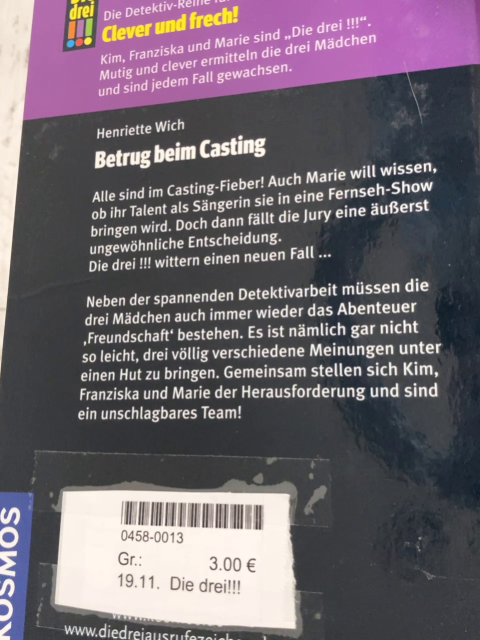 drei
!!!
Die Detektiv-Reihe
Clever und frech!
Kim, Franziska und Marie sind „Die drei !!!“.
Mutig und clever ermitteln die drei Mädchen
und sind jedem Fall gewachsen.
Henriette Wich
Betrug beim Casting
Alle sind im Casting-Fieber! Auch Marie will wissen,
ob ihr Talent als Sängerin sie in eine Fernseh-Show
bringen wird. Doch dann fällt die Jury eine äußerst
ungewöhnliche Entscheidung.
Die drei !!! wittern einen neuen Fall ...
Neben der spannenden Detektivarbeit müssen die
drei Mädchen auch immer wieder das Abenteuer
‚Freundschaft‘ bestehen. Es ist nämlich gar nicht
so leicht, drei völlig verschiedene Meinungen unter
einen Hut zu bringen. Gemeinsam stellen sich Kim,
Franziska und Marie der Herausforderung und sind
ein unschlagbares Team!
KOSMOS
0458-0013
Gr.: 3.00 €
19.11. Die drei!!!